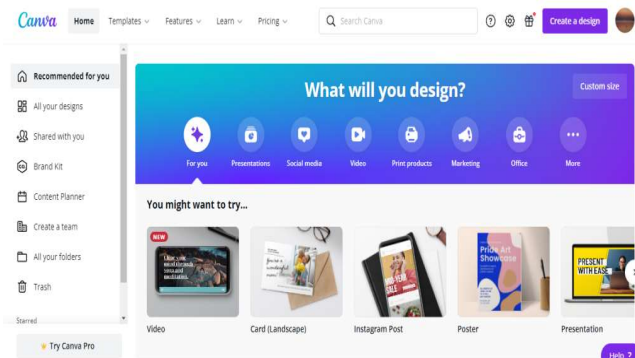 Canva
Home
Templates
Features
Learn
Pricing
Search Canva
Create a design
Recommended for you
All your designs
Shared with you
Brand Kit
Content Planner
Create a team
All your folders
Trash
Starred
Try Canva Pro
What will you design?
Custom size
For you
Presentations
Social media
Video
Print products
Marketing
Office
More
You might want to try...
NEW
Video
Card (Landscape)
SALE
Instagram Post
Pride Art
Showcase
Poster
PRESENT
WITH EASE
Presentation
Help ?